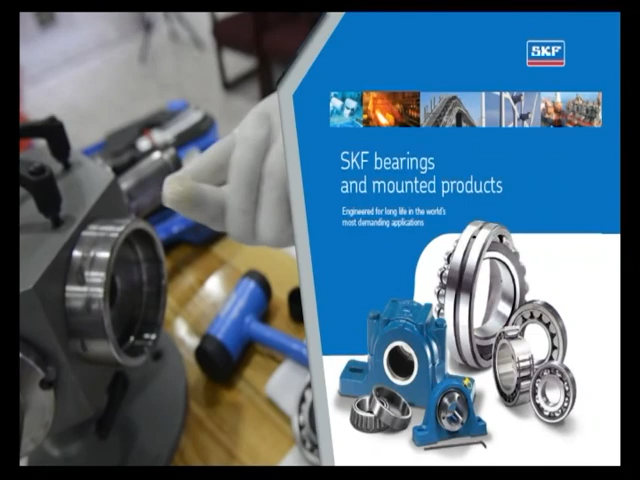 SKF
SKF bearings
and mounted products
Engineered for long life in the world's
most demanding applications